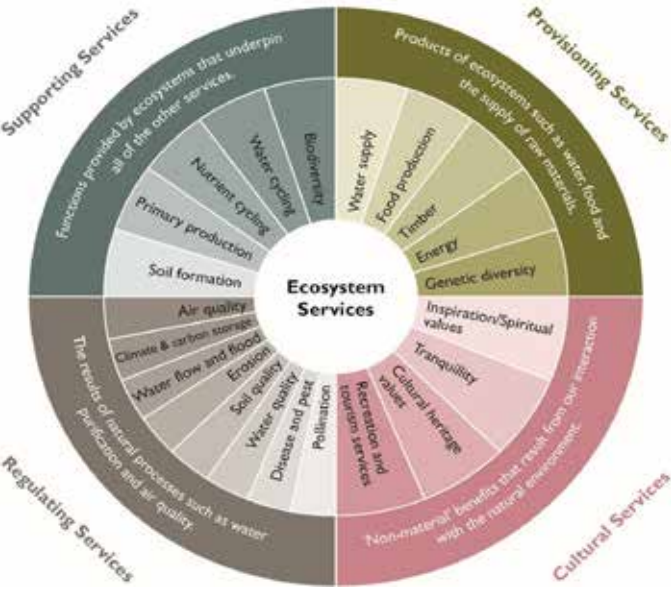 Supporting Services
Functions provided by ecosystems that underpin
all of the other services.
Biodiversity
Water cycling
Nutrient cycling
Primary production
Soil formation
Provisioning Services
Products of ecosystems such as water, food and
the supply of raw materials.
Water supply
Food production
Timber
Energy
Genetic diversity
Ecosystem
Services
Inspiration/Spiritual
values
Tranquillity
Cultural heritage
values
Recreation and
tourism services
'Non-material' benefits that result from our interaction
with the natural environment.
Cultural Services
Air quality
Climate & carbon storage
Water flow and flood
Erosion
Soil quality
Water quality
Disease and pest
Pollination
The results of natural processes such as water
purification and air quality.
Regulating Services